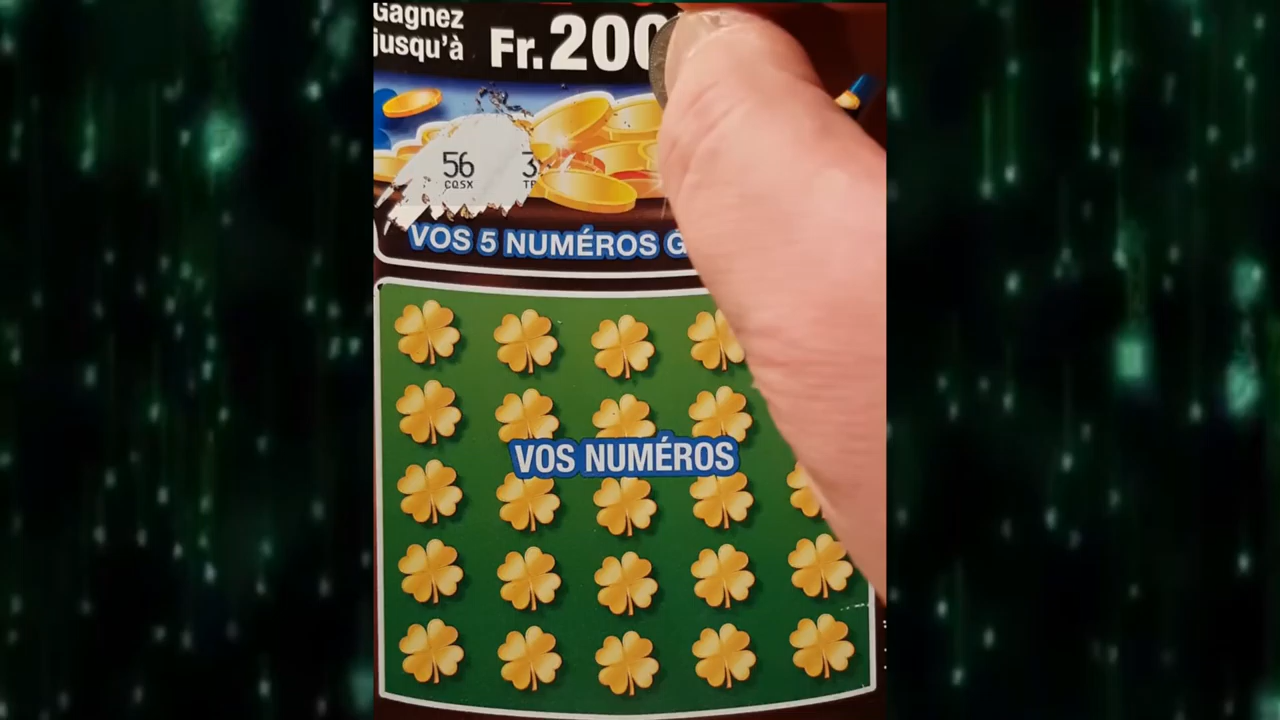 Gagnez
jusqu'à
Fr. 200
56
CQSX
VOS 5 NUMÉROS
VOS NUMÉROS